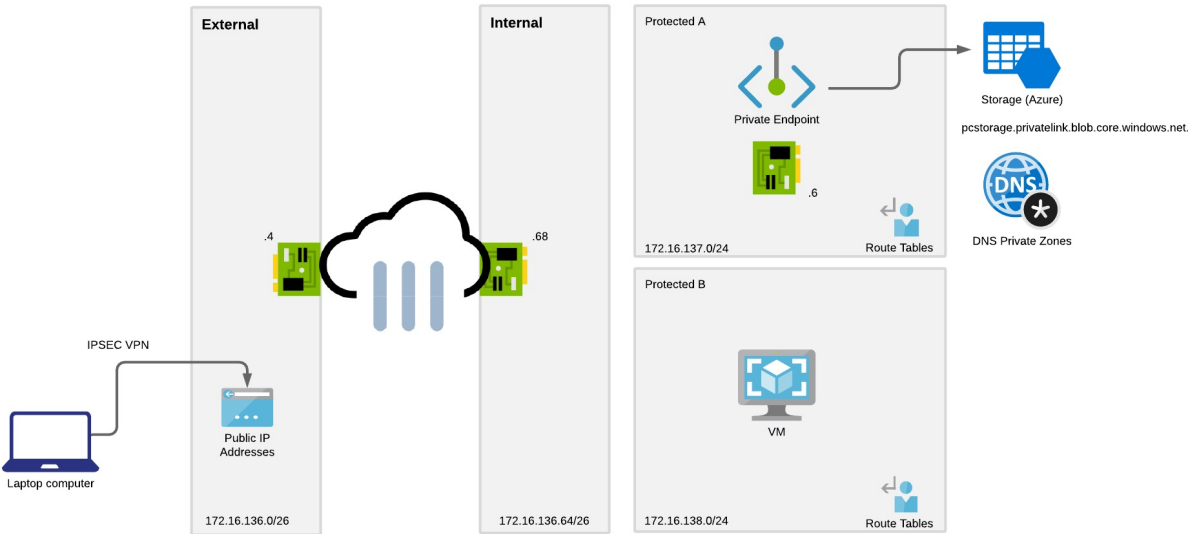 External
Internal
Protected A
Private Endpoint
Storage (Azure)
pcstorage.privatelink.blob.core.windows.net.
.6
DNS
*
DNS Private Zones
Route Tables
172.16.137.0/24
.4
.68
Protected B
IPSEC VPN
VM
Public IP
Addresses
Laptop computer
172.16.136.0/26
172.16.136.64/26
172.16.138.0/24
Route Tables